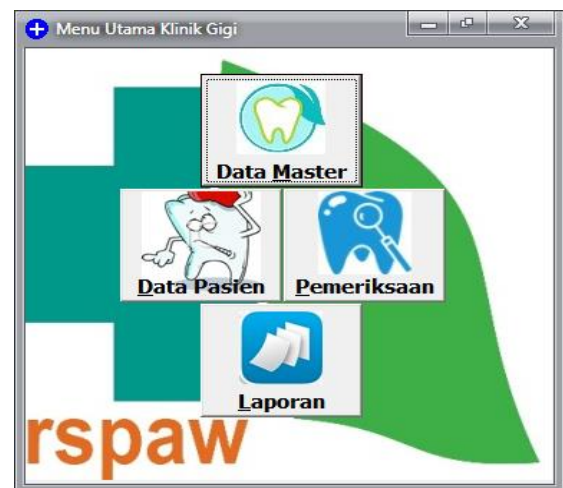 Menu Utama Klinik Gigi
Data Master
Data Pasien
Pemeriksaan
Laporan
rspaw